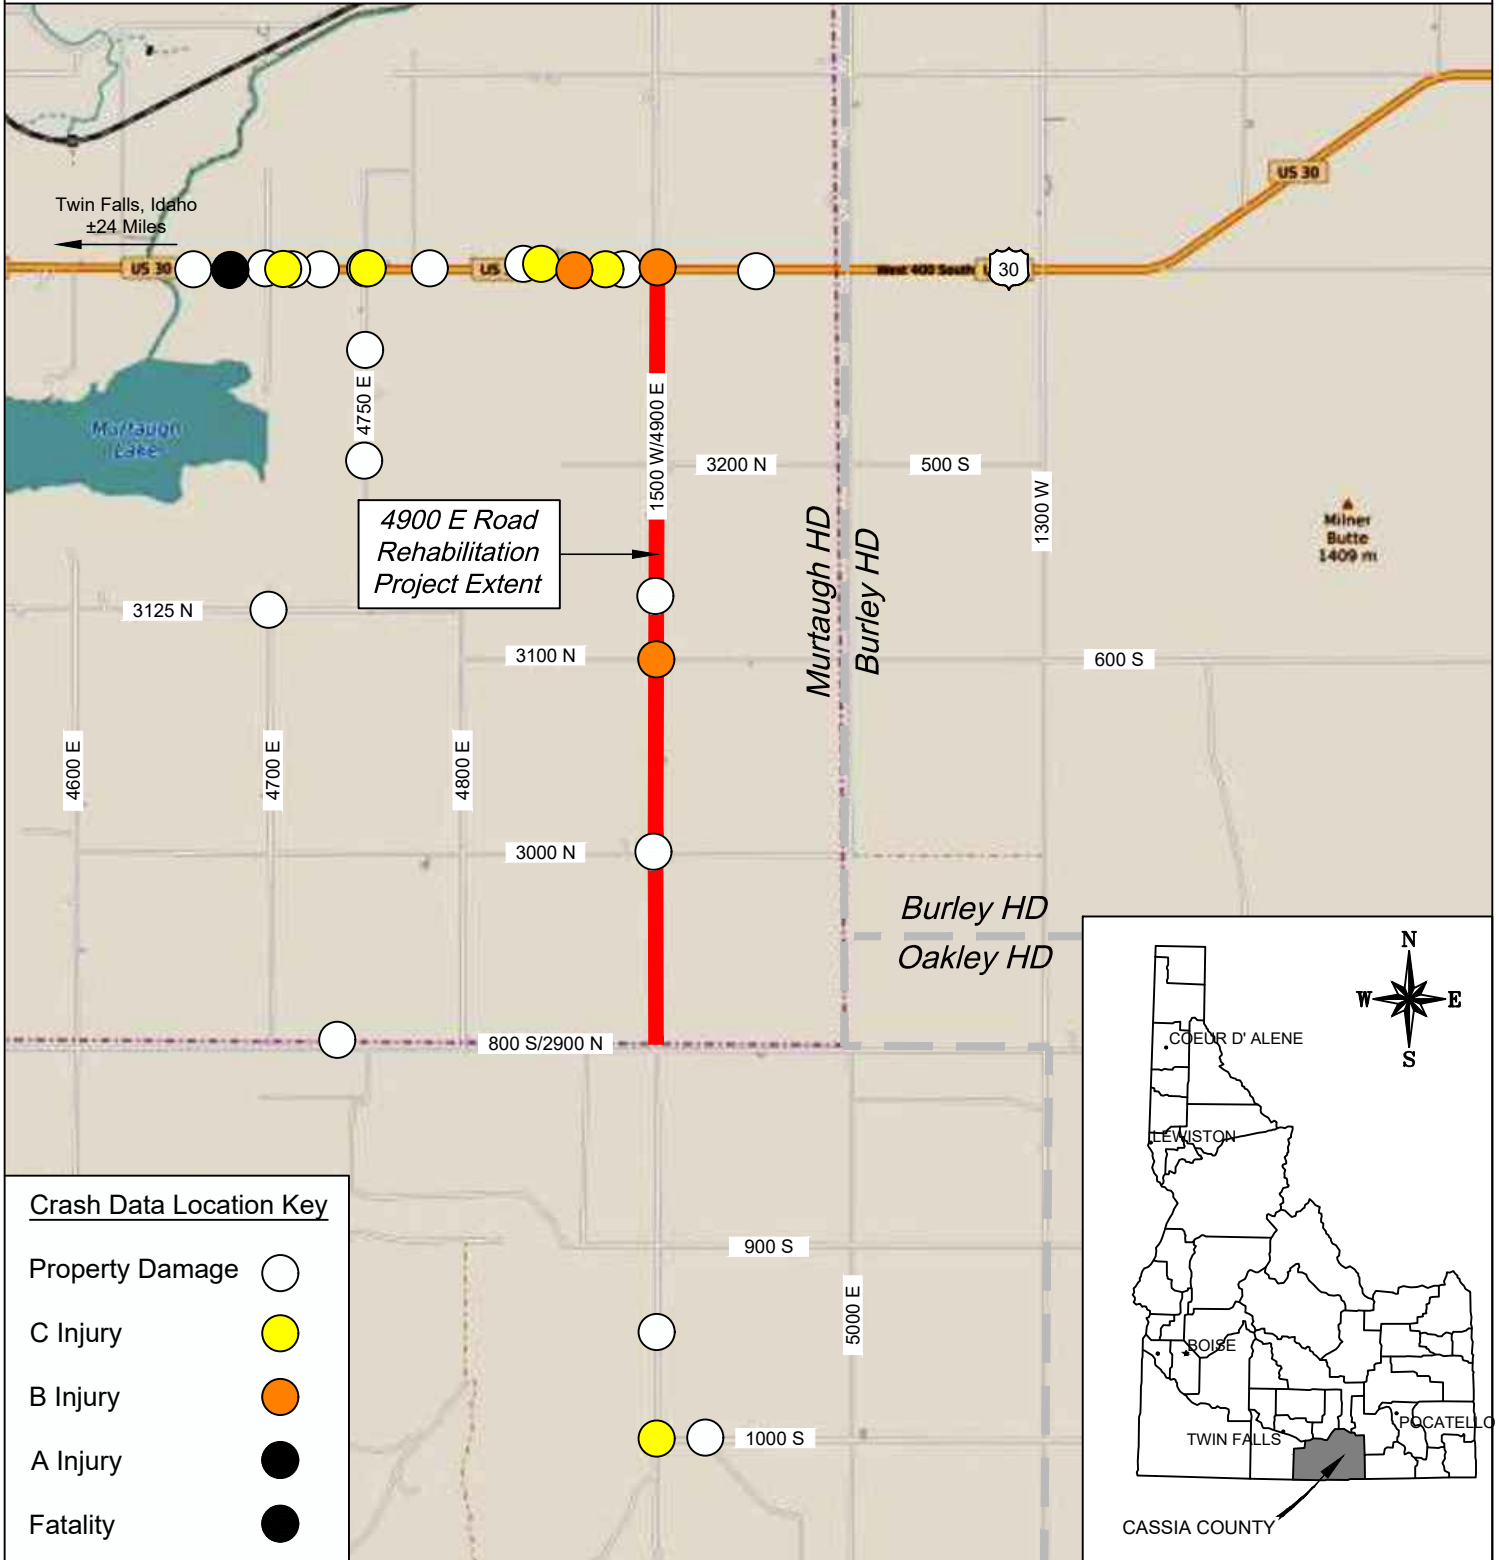 Twin Falls, Idaho
±24 Miles
US 30
US 30
US
West 400 South
30
Murtaugh
Lake
4750 E
1500 W/4900 E
3200 N
500 S
1300 W
Milner
Butte
1409 m
4900 E Road
Rehabilitation
Project Extent
Murtaugh HD
Burley HD
3125 N
3100 N
600 S
4600 E
4700 E
4800 E
3000 N
Burley HD
Oakley HD
800 S/2900 N
900 S
5000 E
1000 S
Crash Data Location Key
Property Damage
C Injury
B Injury
A Injury
Fatality
N
W E
S
COEUR D' ALENE
LEWISTON
BOISE
POCATELLO
TWIN FALLS
CASSIA COUNTY